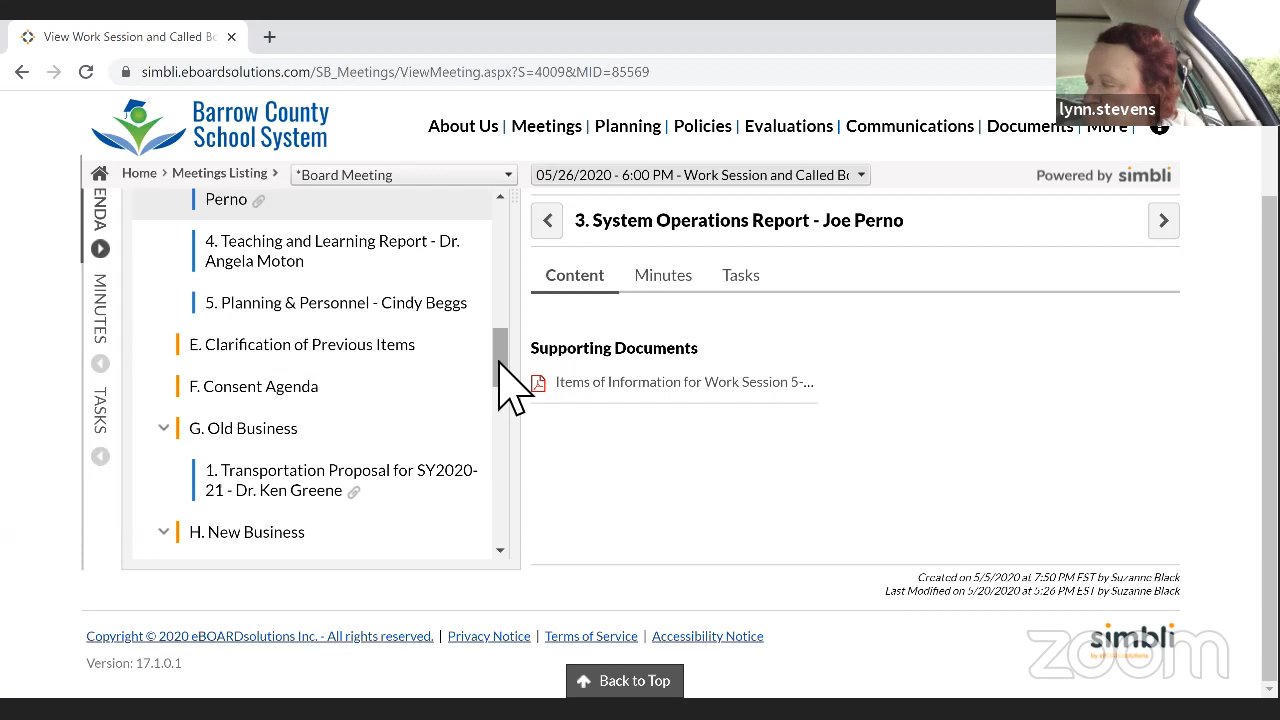 View Work Session and Called Bo
simbli.eboardsolutions.com/SB_Meetings/ViewMeeting.aspx?S=4009&MID=85569
lynn.stevens
Barrow County
School System
About Us | Meetings | Planning | Policies | Evaluations | Communications | Documents | More |
Home > Meetings Listing >
*Board Meeting
05/26/2020 - 6:00 PM - Work Session and Called Bo
Powered by simbli
ENDA
MINUTES
TASKS
Perno
4. Teaching and Learning Report - Dr.
Angela Moton
5. Planning & Personnel - Cindy Beggs
E. Clarification of Previous Items
F. Consent Agenda
G. Old Business
1. Transportation Proposal for SY2020-
21 - Dr. Ken Greene
H. New Business
3. System Operations Report - Joe Perno
Content Minutes Tasks
Supporting Documents
Items of Information for Work Session 5-...
Created on 5/5/2020 at 7:50 PM EST by Suzanne Black
Last Modified on 5/20/2020 at 5:26 PM EST by Suzanne Black
Copyright © 2020 eBOARDsolutions Inc. - All rights reserved. | Privacy Notice | Terms of Service | Accessibility Notice
Version: 17.1.0.1
simbli
zoom
Back to Top